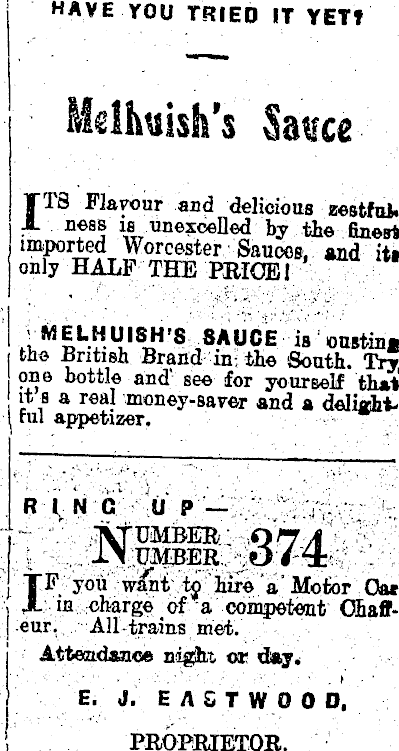 HAVE YOU TRIED IT YET?
Melhuish's Sauce
ITS Flavour and delicious zestful-
ness is unexcelled by the finest
imported Worcester Sauces, and its
only HALF THE PRICE!
MELHUISH'S SAUCE is ousting
the British Brand in the South. Try
one bottle and see for yourself that
it's a real money-saver and a delight-
ful appetizer.
RING UP—
NUMBER 374
NUMBER
IF you want to hire a Motor Car
in charge of a competent Chaff-
eur. All trains met.
Attendance night or day.
E. J. EASTWOOD,
PROPRIETOR.